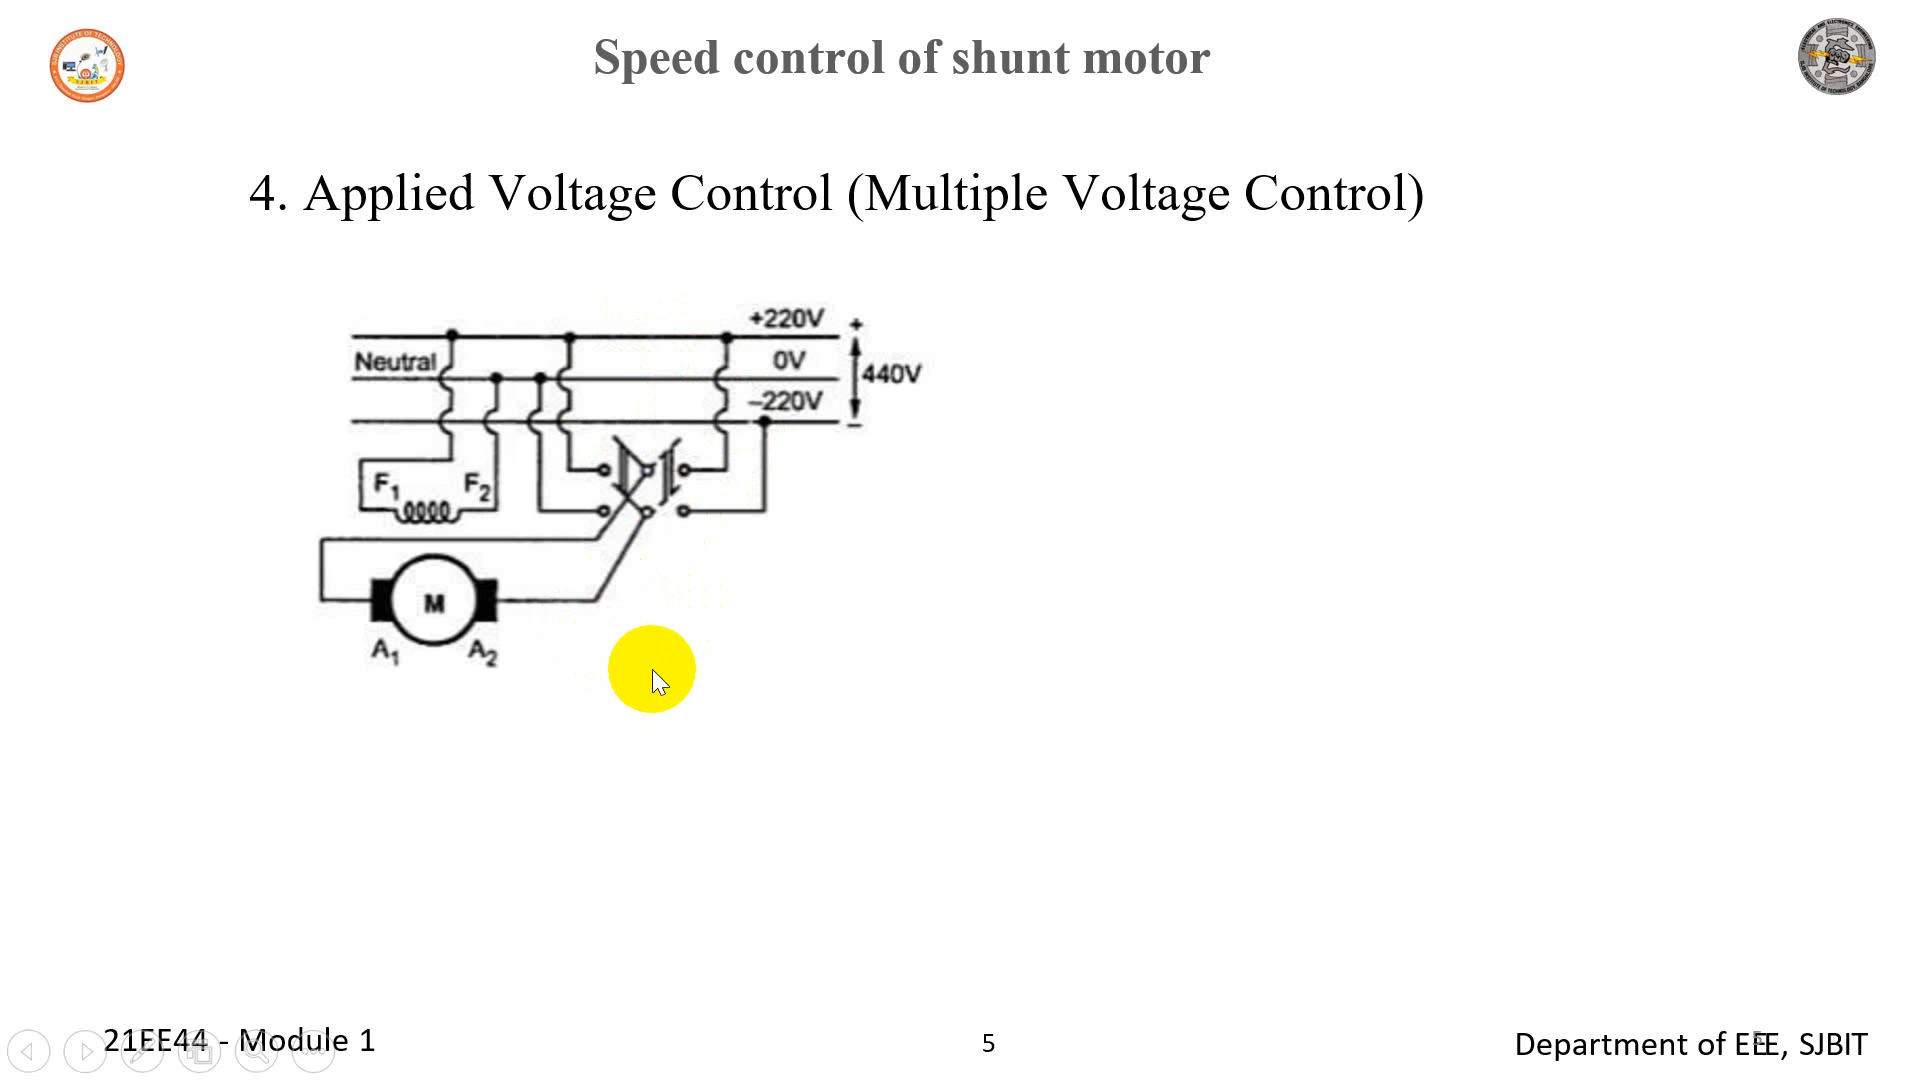 Speed control of shunt motor
4. Applied Voltage Control (Multiple Voltage Control)
+220V
+
Neutral
0V
440V
–220V
–
F1
F2
M
A1
A2
21EE44 - Module 1
5
Department of EEE, SJBIT